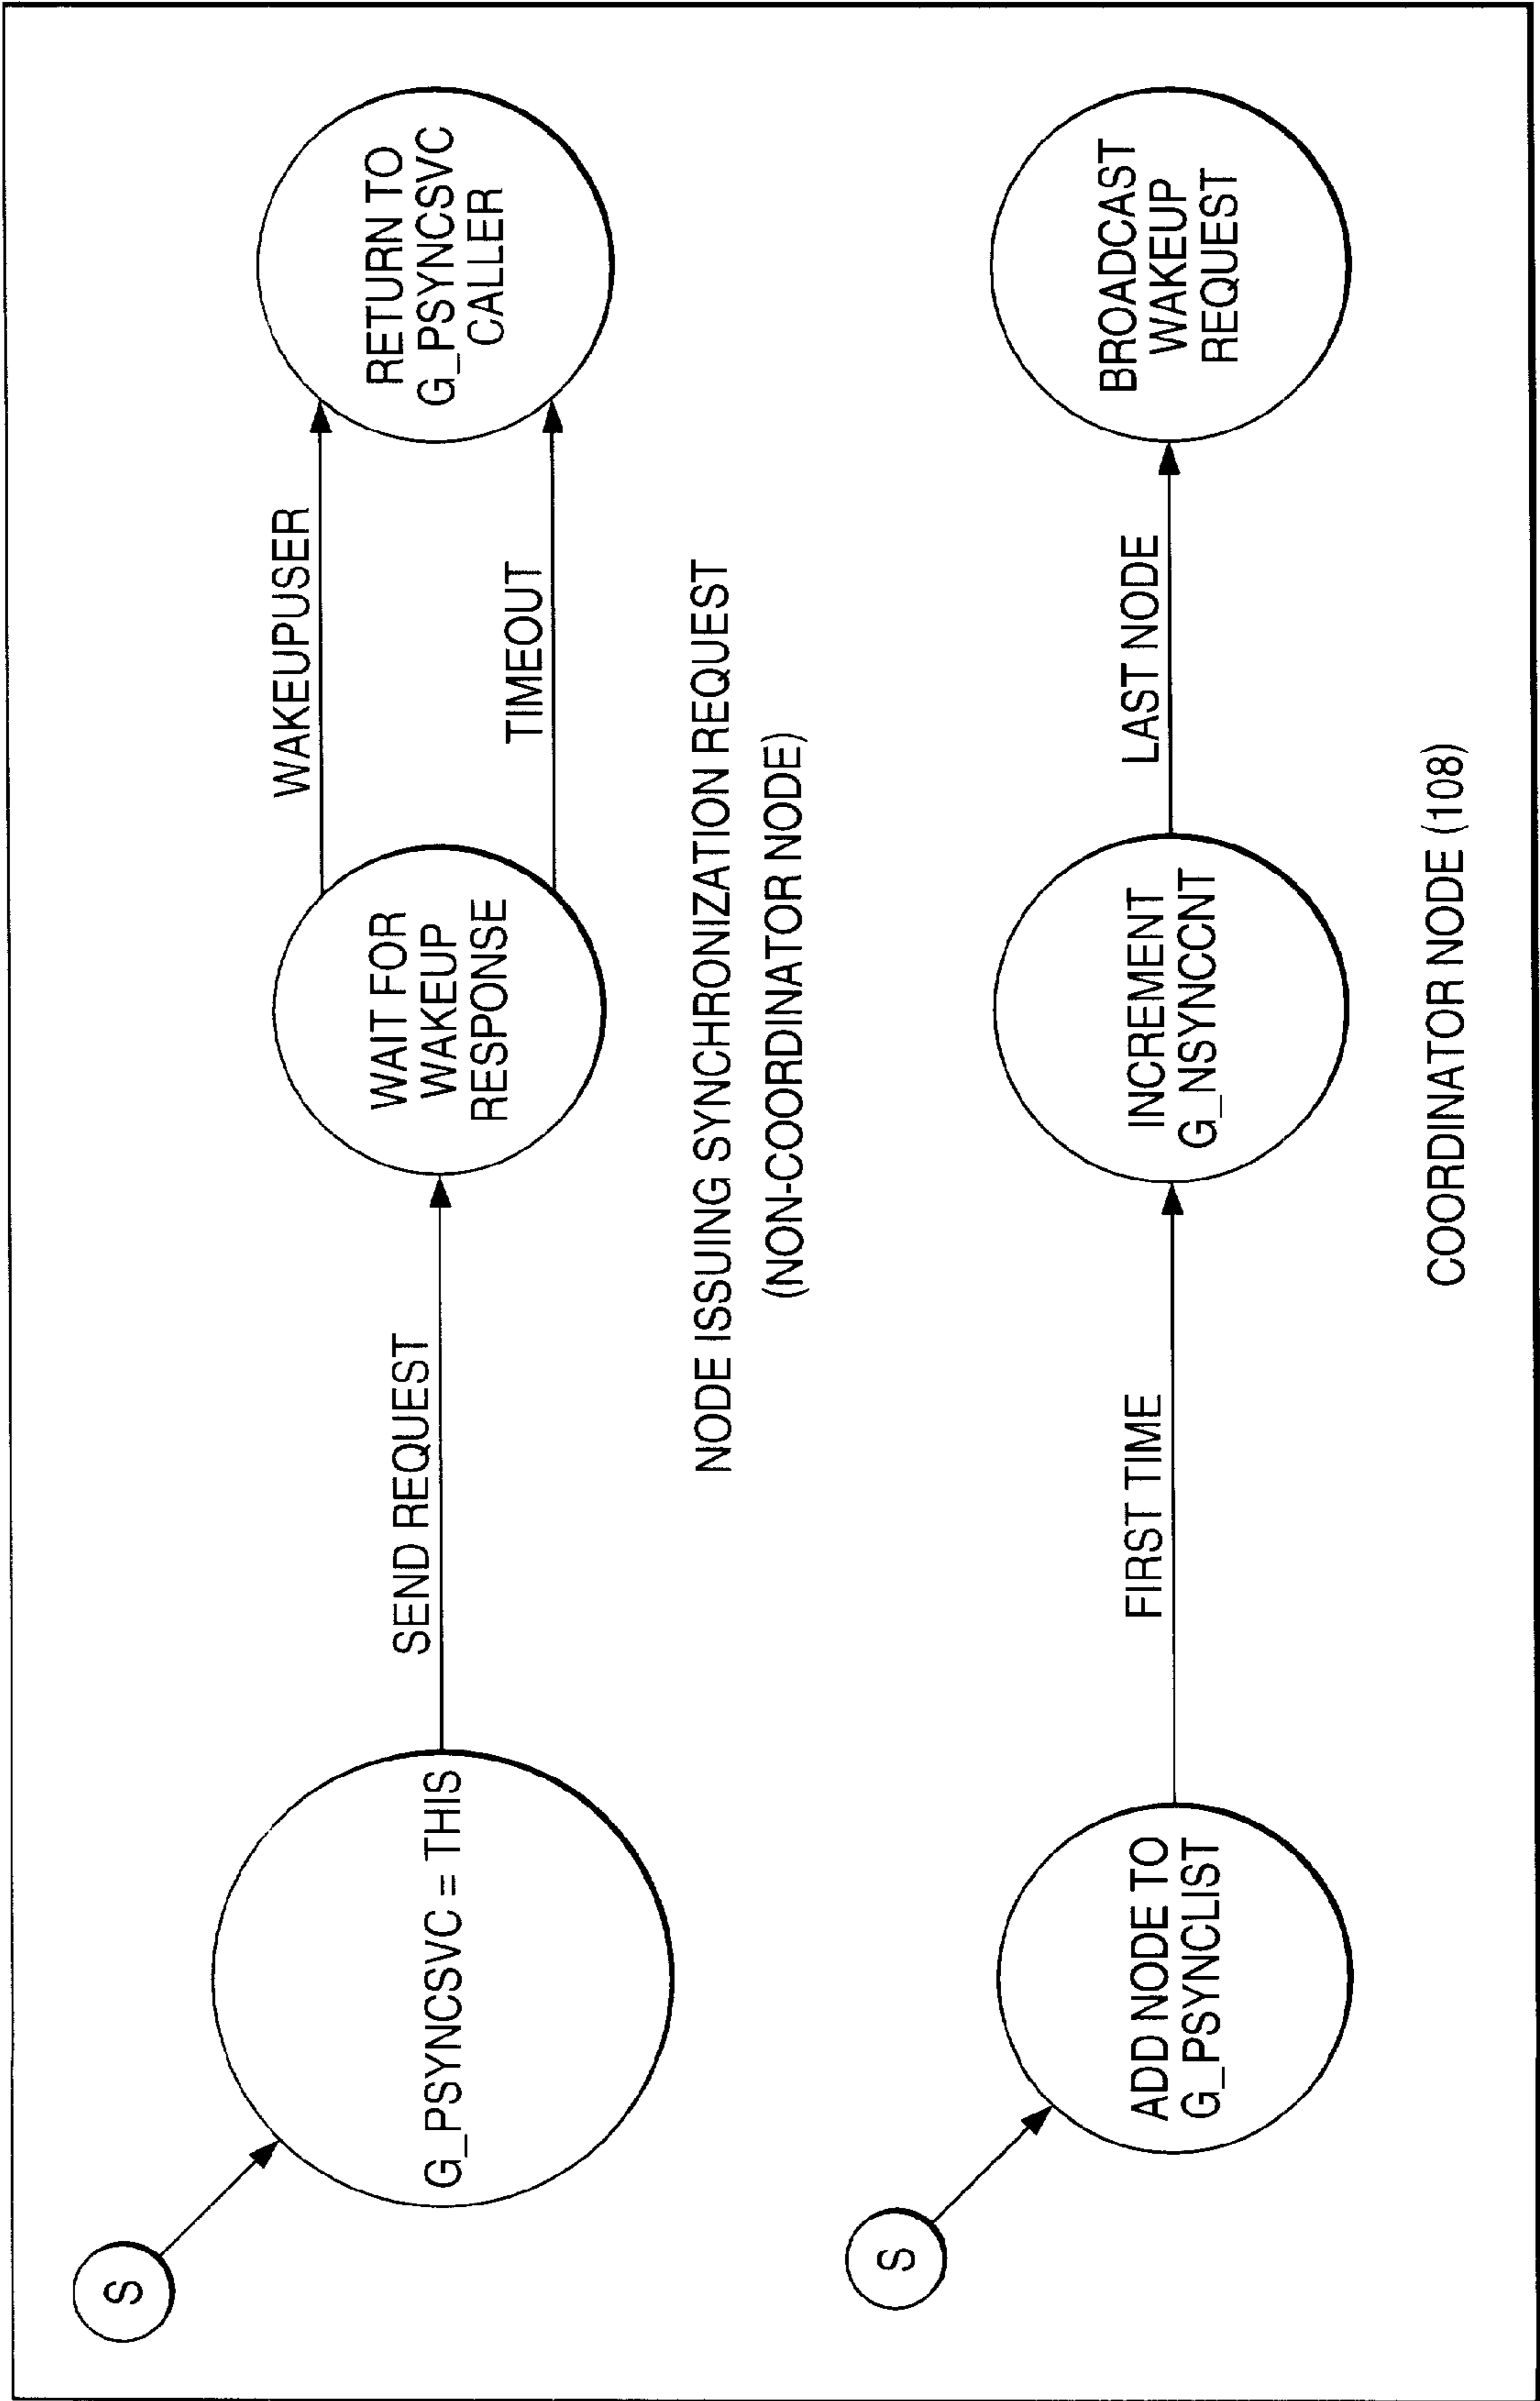 S
G_PSYNCSVC = THIS
SEND REQUEST
WAIT FOR
WAKEUP
RESPONSE
WAKEUPUSER
TIMEOUT
RETURN TO
G_PSYNCSVC
CALLER
NODE ISSUING SYNCHRONIZATION REQUEST
(NON-COORDINATOR NODE)
S
ADD NODE TO
G_PSYNCLIST
FIRST TIME
INCREMENT
G_NSYNCCNT
LAST NODE
BROADCAST
WAKEUP
REQUEST
COORDINATOR NODE (108)